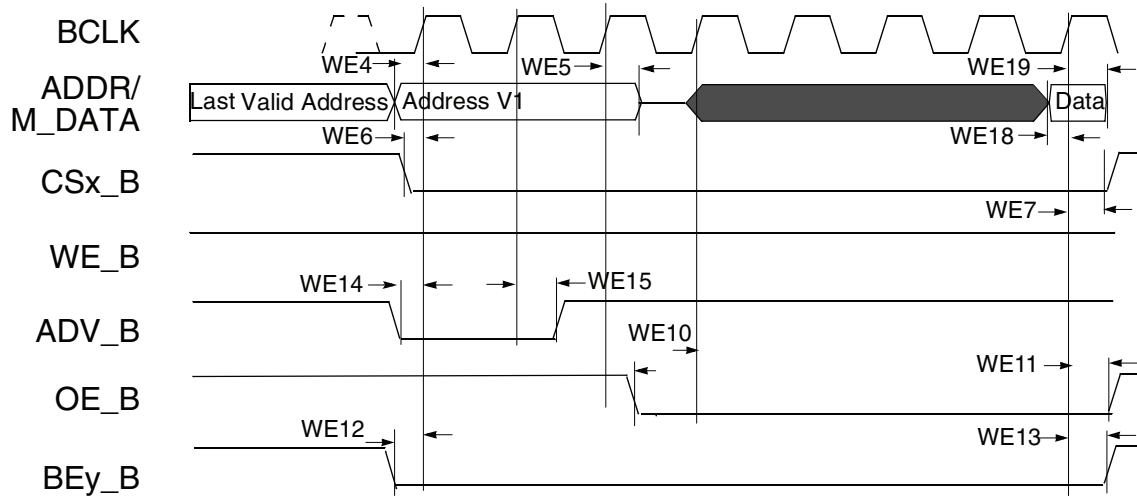 BCLK
WE4
WE5
WE19
ADDR/
M_DATA
Last Valid Address
Address V1
Data
WE6
WE18
CSx_B
WE7
WE_B
WE14
WE15
ADV_B
WE10
WE11
OE_B
WE12
WE13
BEy_B